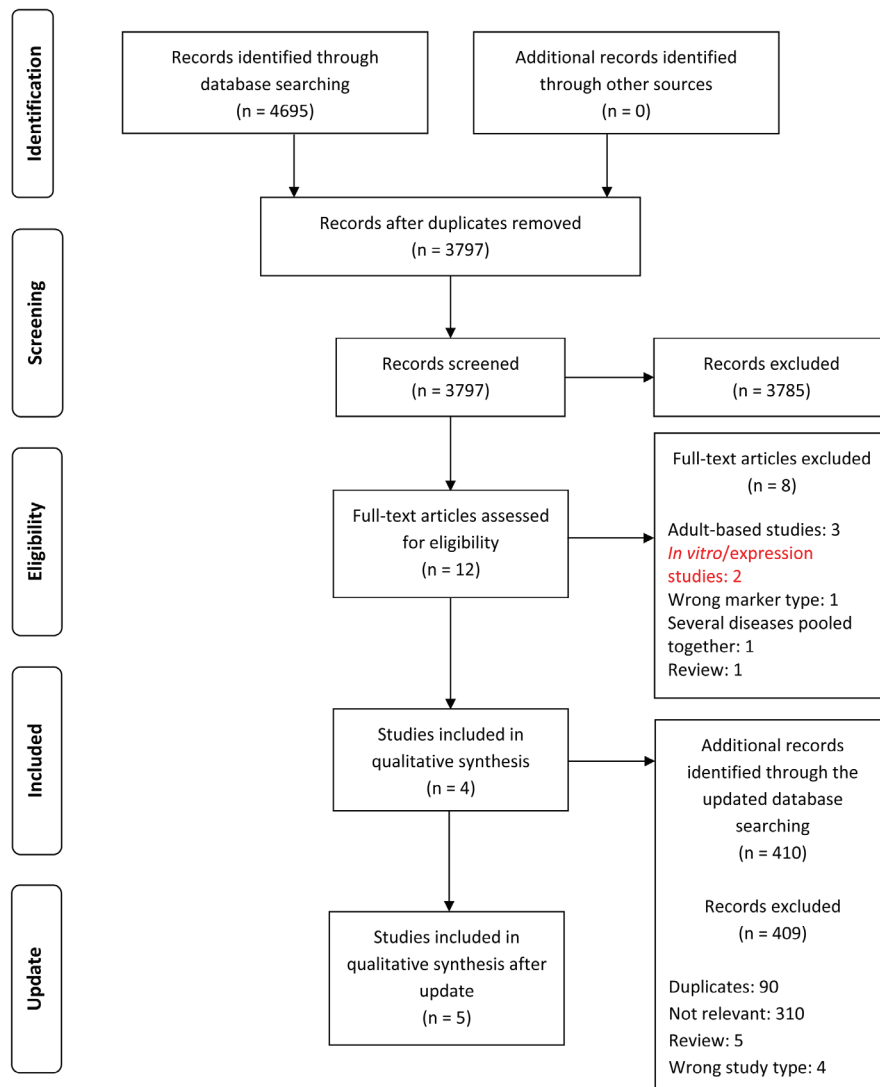 Identification
Records identified through
database searching
(n = 4695)
Additional records identified
through other sources
(n = 0)
Records after duplicates removed
(n = 3797)
Screening
Records screened
(n = 3797)
Records excluded
(n = 3785)
Eligibility
Full-text articles assessed
for eligibility
(n = 12)
Full-text articles excluded
(n = 8)
Adult-based studies: 3
In vitro/expression
studies: 2
Wrong marker type: 1
Several diseases pooled
together: 1
Review: 1
Included
Studies included in
qualitative synthesis
(n = 4)
Additional records
identified through the
updated database
searching
(n = 410)
Records excluded
(n = 409)
Duplicates: 90
Not relevant: 310
Review: 5
Wrong study type: 4
Update
Studies included in
qualitative synthesis after
update
(n = 5)